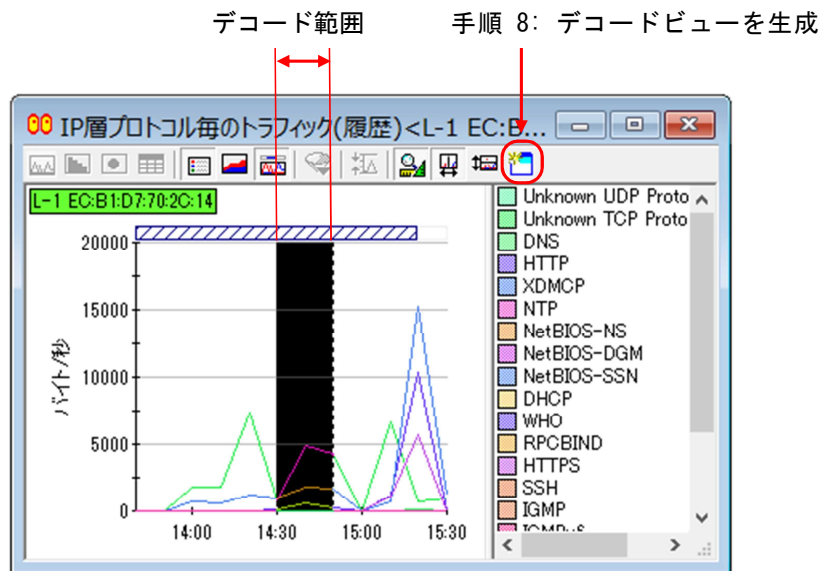 デコード範囲
手順 8: デコードビューを生成
IP層プロトコル毎のトラフィック(履歴)<L-1 EC:B...
L-1 EC:B1:D7:70:2C:14
20000
15000
10000
5000
0
バイト/秒
14:00
14:30
15:00
15:30
Unknown UDP Proto
Unknown TCP Proto
DNS
HTTP
XDMCP
NTP
NetBIOS-NS
NetBIOS-DGM
NetBIOS-SSN
DHCP
WHO
RPCBIND
HTTPS
SSH
IGMP